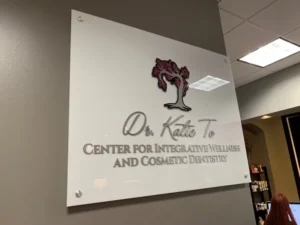 Dr. Katie To
CENTER FOR INTEGRATIVE WELLNESS
AND COSMETIC DENTISTRY